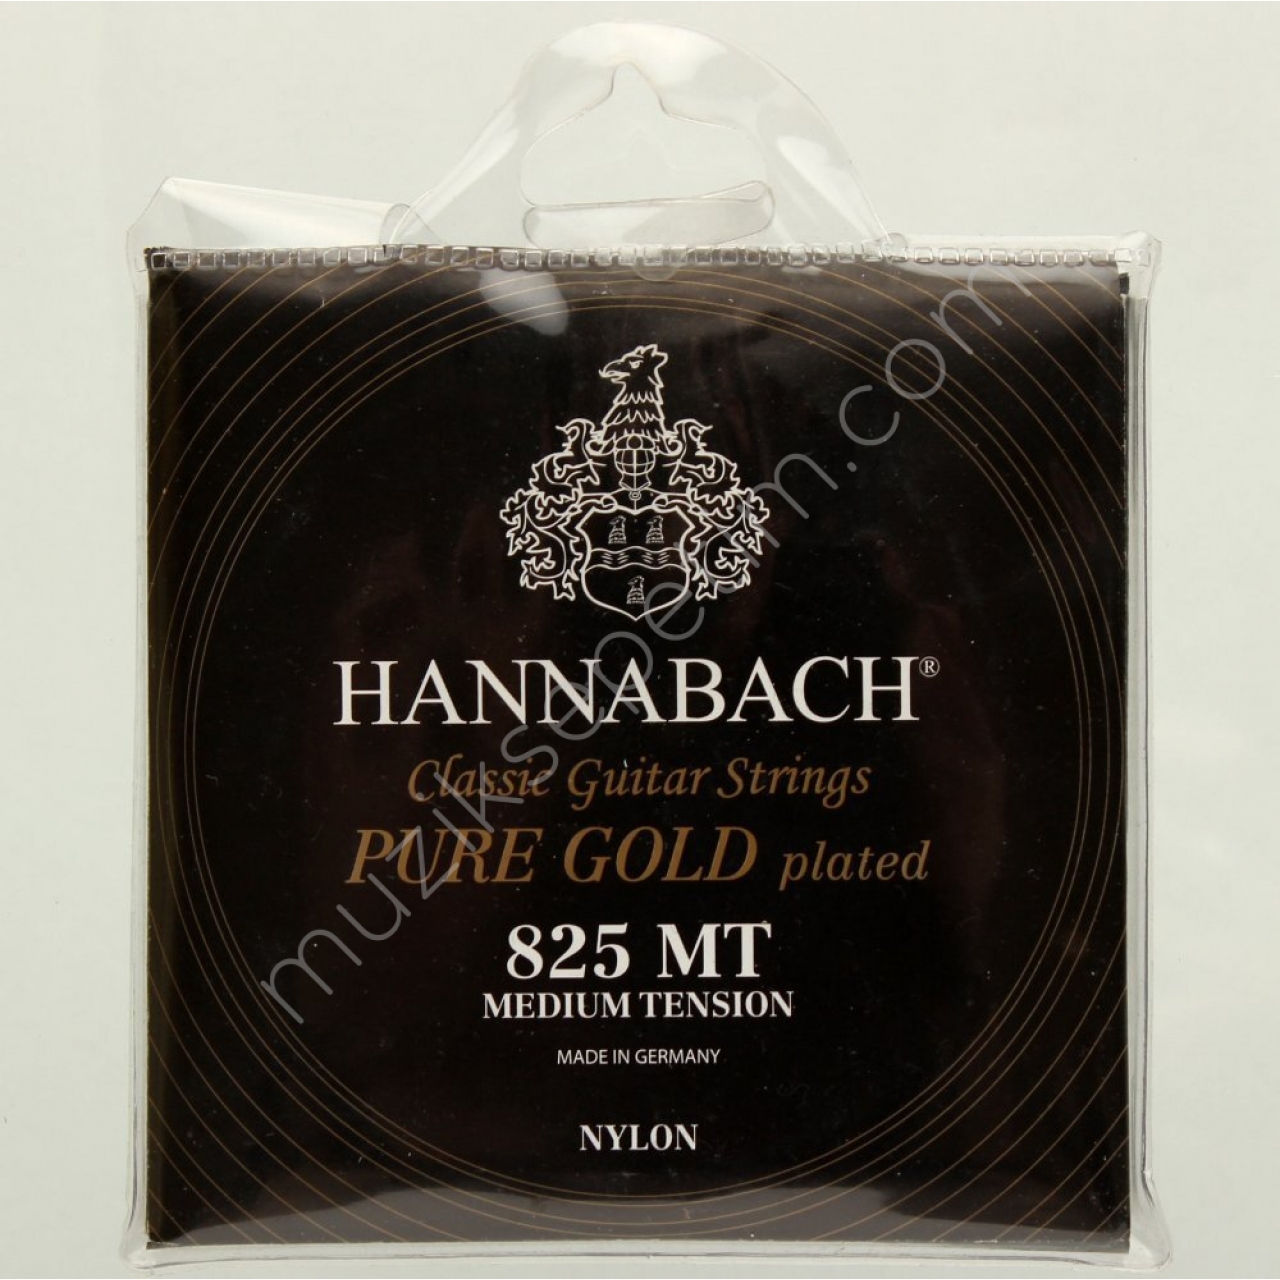 HANNABACH®
Classic Guitar Strings
PURE GOLD plated
825 MT
MEDIUM TENSION
MADE IN GERMANY
NYLON
muziksepetim.com